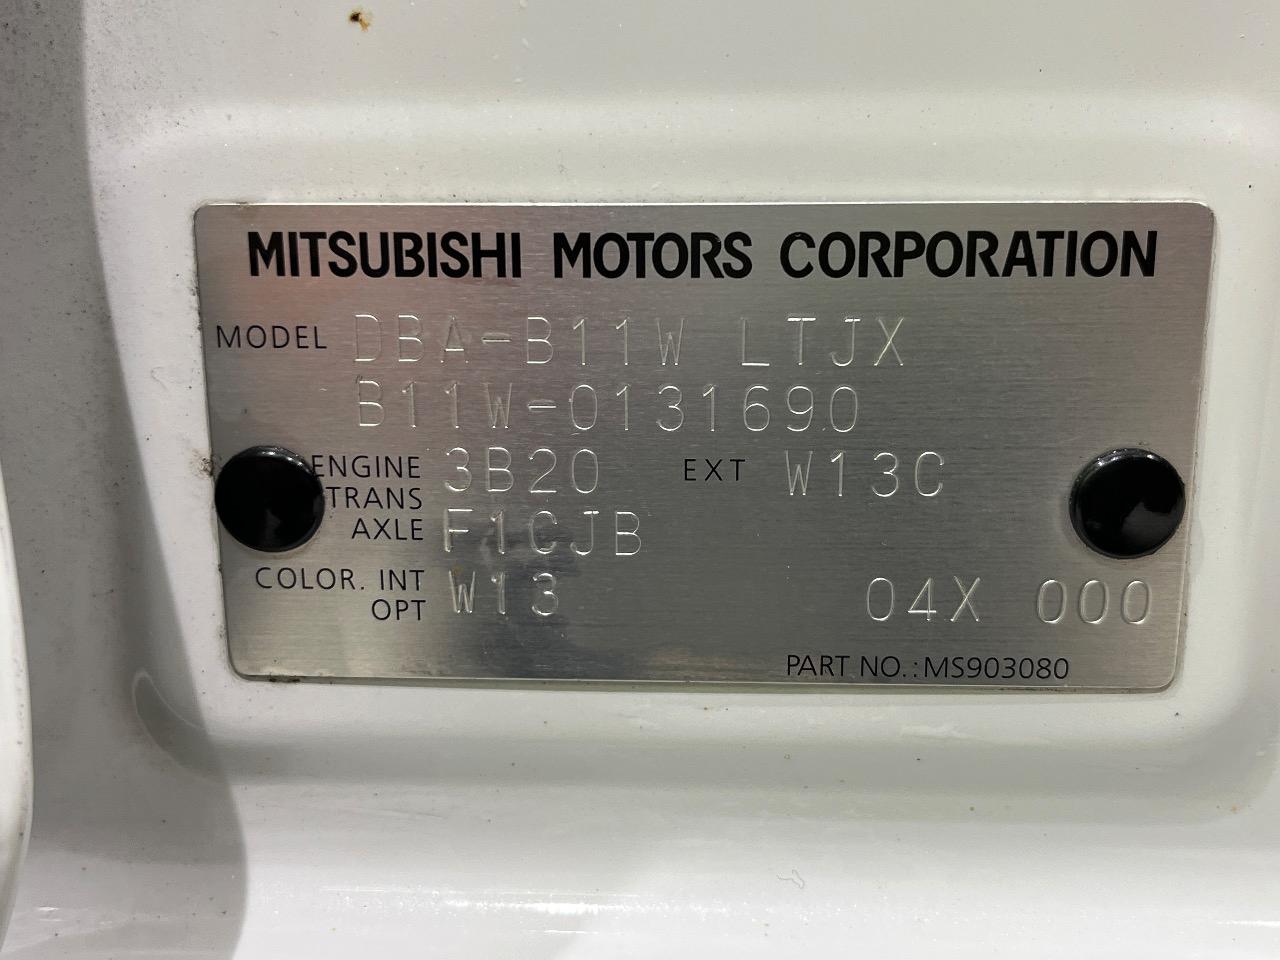 MITSUBISHI MOTORS CORPORATION
MODEL DBA-B11W LTJX
B11W-0131690
ENGINE 3B20 EXT W13C
TRANS
AXLE F1CJB
COLOR. INT W13 04X 000
OPT
PART NO.: MS903080